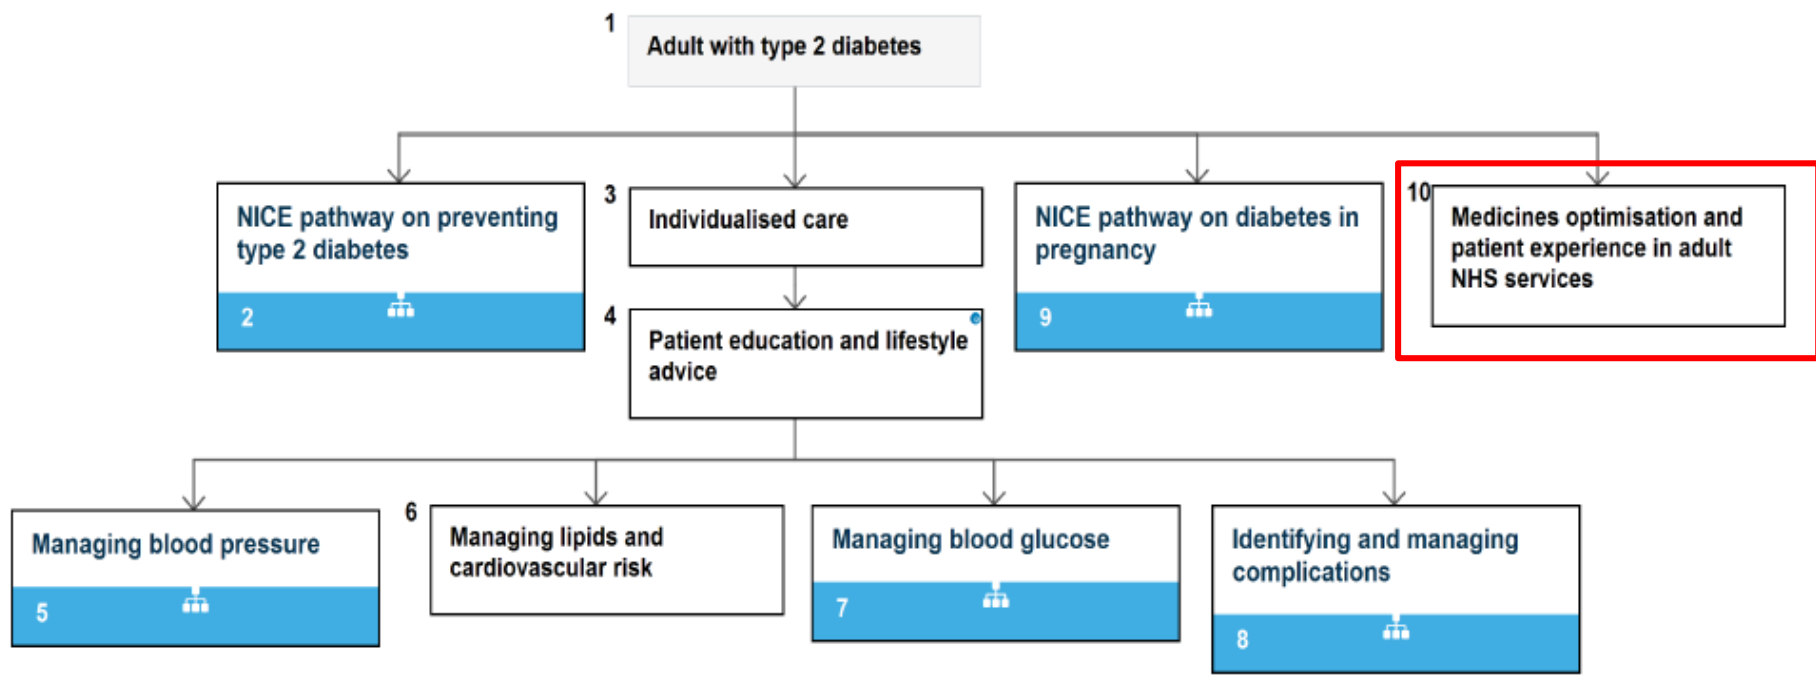 1
Adult with type 2 diabetes
NICE pathway on preventing
type 2 diabetes
2
3
Individualised care
NICE pathway on diabetes in
pregnancy
9
10
Medicines optimisation and
patient experience in adult
NHS services
4
Patient education and lifestyle
advice
Managing blood pressure
5
6
Managing lipids and
cardiovascular risk
Managing blood glucose
7
Identifying and managing
complications
8